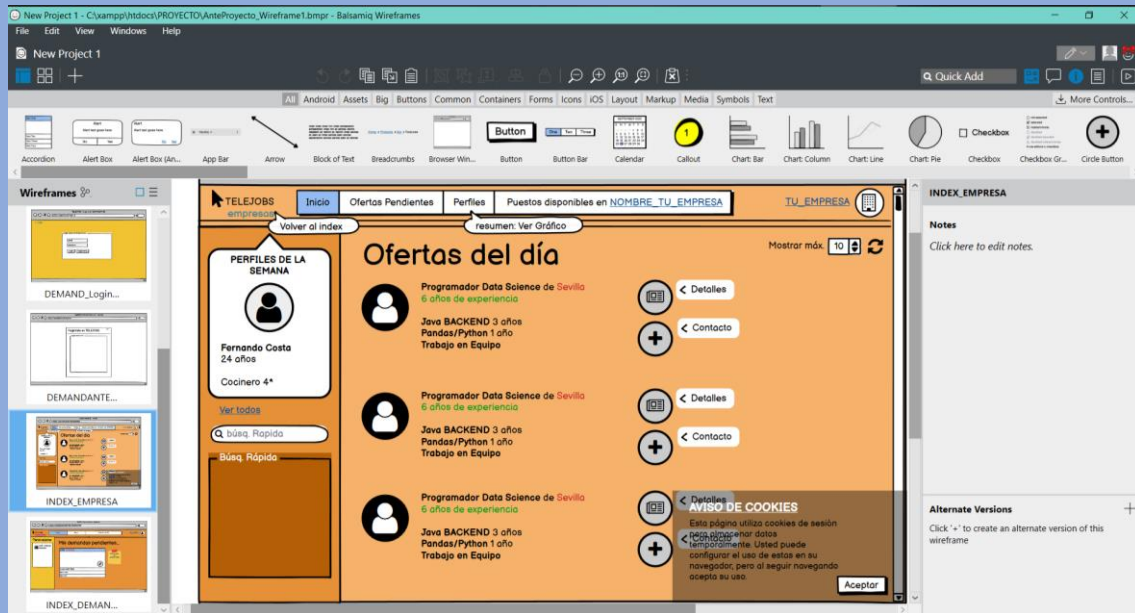 New Project 1 - C:\xampp\htdocs\PROYECTO\AnteProyecto_Wireframe1.bmpr - Balsamiq Wireframes
File Edit View Windows Help
New Project 1
Quick Add
All Android Assets Big Buttons Common Containers Forms Icons iOS Layout Markup Media Symbols Text
More Controls...
Button
One Two Three
1
Checkbox
Accordion Alert Box Alert Box (An... App Bar Arrow Block of Text Breadcrumbs Browser Win... Button Button Bar Calendar Callout Chart: Bar Chart: Column Chart: Line Chart: Pie Checkbox Checkbox Gr... Circle Button
Wireframes
DEMAND_Login...
DEMANDANTE...
INDEX_EMPRESA
INDEX_DEMAN...
TELEJOBS
empresas
Inicio
Ofertas Pendientes
Perfiles
Puestos disponibles en NOMBRE_TU_EMPRESA
TU_EMPRESA
Volver al index
resumen: Ver Gráfico
PERFILES DE LA
SEMANA
Fernando Costa
24 años
Cocinero 4*
Ver todos
búsq. Rapida
Búsq. Rápida
Ofertas del día
Mostrar máx. 10
Programador Data Science de Sevilla
6 años de experiencia
Java BACKEND 3 años
Pandas/Python 1 año
Trabajo en Equipo
< Detalles
< Contacto
Programador Data Science de Sevilla
6 años de experiencia
Java BACKEND 3 años
Pandas/Python 1 año
Trabajo en Equipo
< Detalles
< Contacto
Programador Data Science de Sevilla
6 años de experiencia
Java BACKEND 3 años
Pandas/Python 1 año
Trabajo en Equipo
< Detalles
< Contacto
AVISO DE COOKIES
Esta página utiliza cookies de sesión
para almacenar datos
temporalmente. Usted puede
configurar el uso de estas en su
navegador, pero al seguir navegando
acepta su uso.
Aceptar
INDEX_EMPRESA
Notes
Click here to edit notes.
Alternate Versions
Click '+' to create an alternate version of this
wireframe